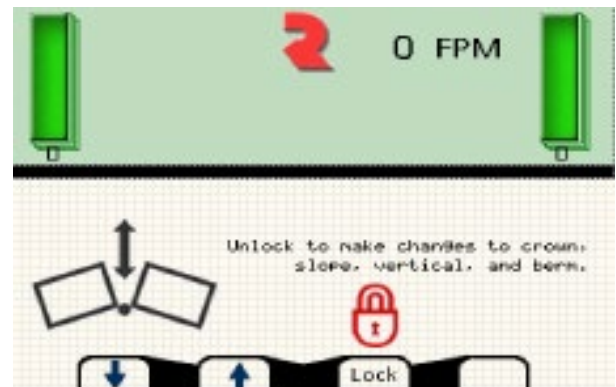 0 FPM
Unlock to make changes to crown,
slope, vertical, and berm.
Lock